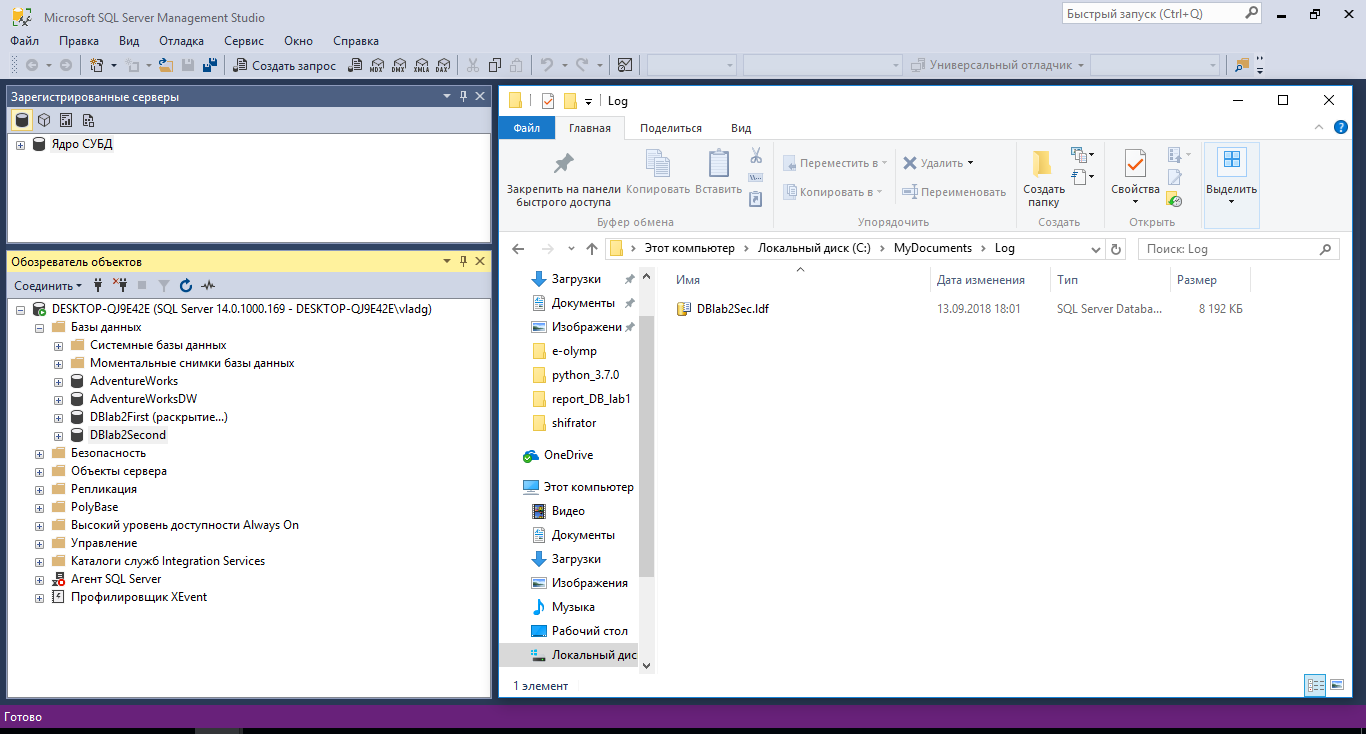 Microsoft SQL Server Management Studio
Быстрый запуск (Ctrl+Q)
Файл Правка Вид Отладка Сервис Окно Справка
Создать запрос MDX DMX XMLA DAX Универсальный отладчик
Зарегистрированные серверы
Ядро СУБД
Обозреватель объектов
Соединить
DESKTOP-QJ9E42E (SQL Server 14.0.1000.169 - DESKTOP-QJ9E42E\vladg)
Базы данных
Системные базы данных
Моментальные снимки базы данных
AdventureWorks
AdventureWorksDW
DBlab2First (раскрытие...)
DBlab2Second
Безопасность
Объекты сервера
Репликация
PolyBase
Высокий уровень доступности Always On
Управление
Каталоги служб Integration Services
Агент SQL Server
Профилировщик XEvent
Log
Файл Главная Поделиться Вид
Закрепить на панели быстрого доступа
Копировать
Вставить
Буфер обмена
Переместить в
Копировать в
Удалить
Переименовать
Упорядочить
Создать папку
Создать
Свойства
Открыть
Выделить
Этот компьютер Локальный диск (C:) MyDocuments Log
Поиск: Log
Загрузки
Документы
Изображени
e-olymp
python_3.7.0
report_DB_lab1
shifrator
OneDrive
Этот компьютер
Видео
Документы
Загрузки
Изображения
Музыка
Рабочий стол
Локальный дис
Имя Дата изменения Тип Размер
DBlab2Sec.ldf 13.09.2018 18:01 SQL Server Databa... 8 192 КБ
1 элемент
Готово